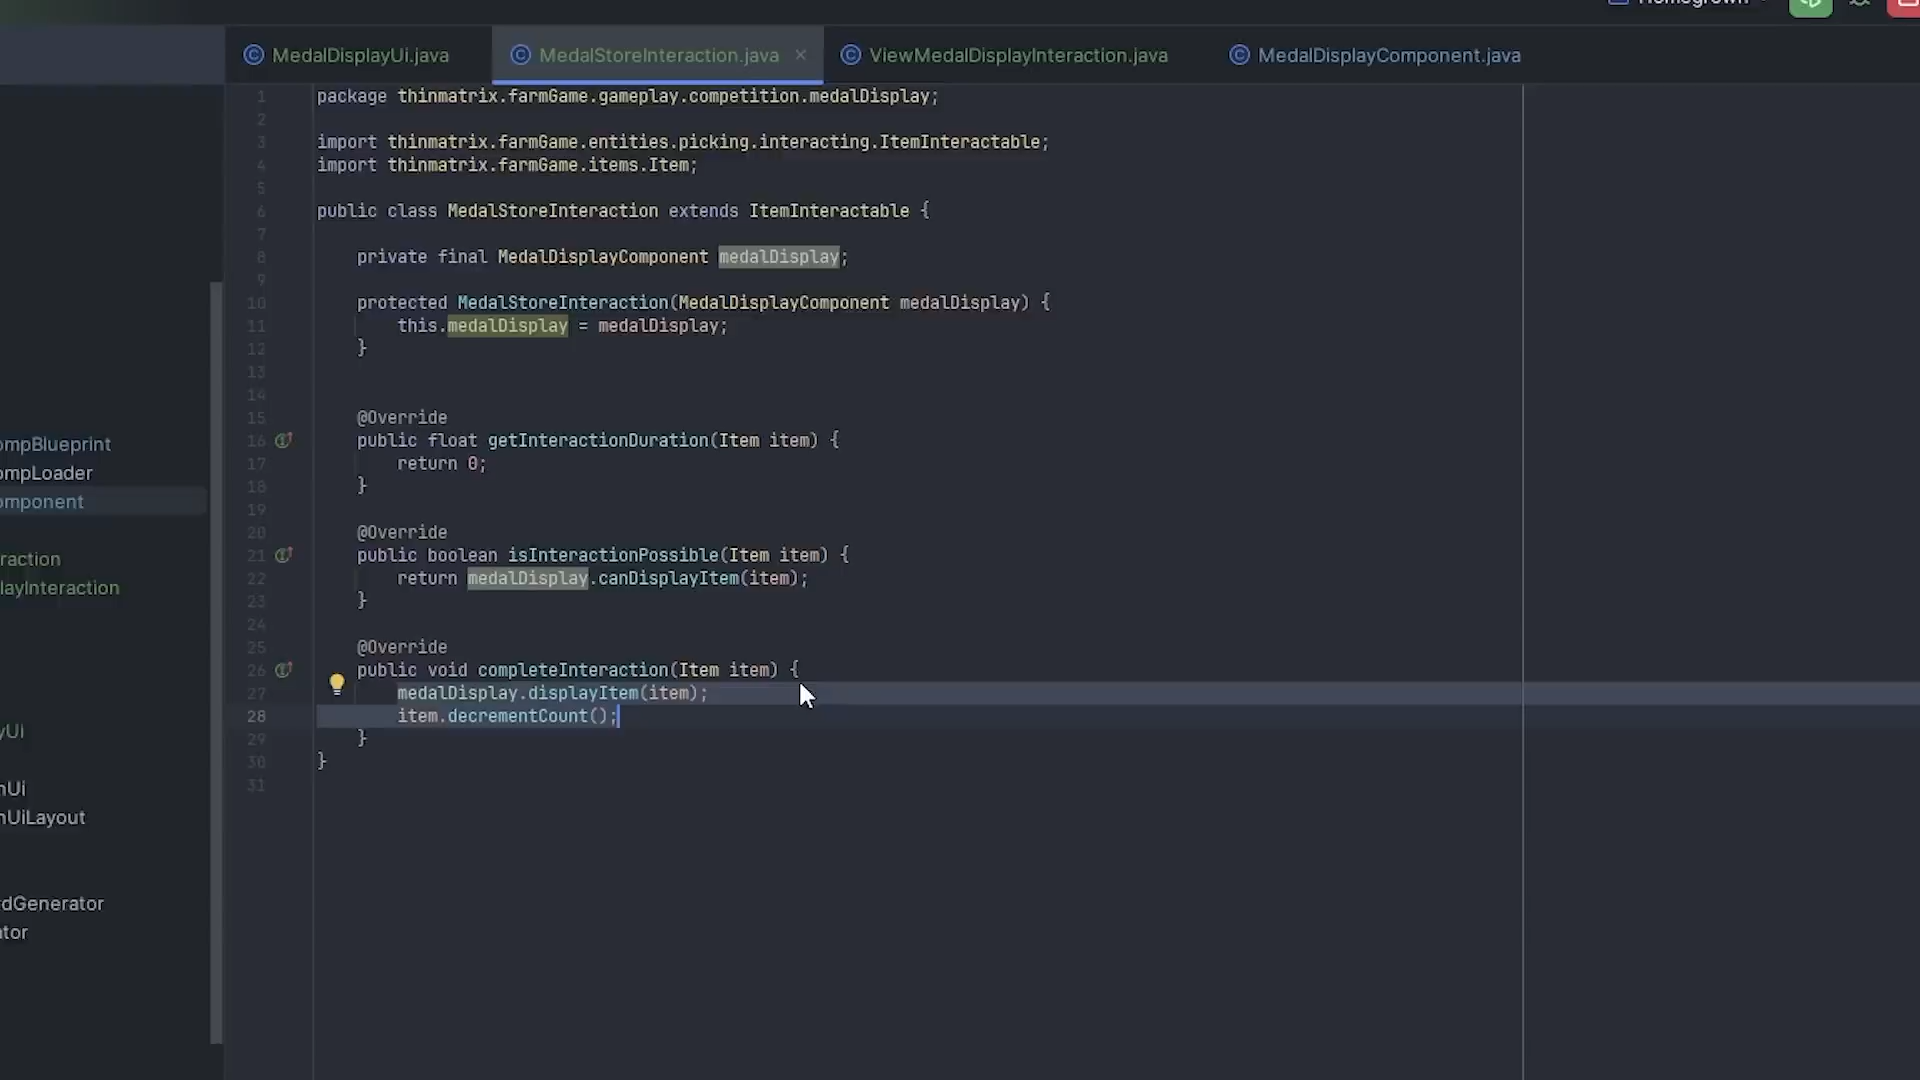 Homegrown
MedalDisplayUi.java
MedalStoreInteraction.java
ViewMedalDisplayInteraction.java
MedalDisplayComponent.java
1 package thinmatrix.farmGame.gameplay.competition.medalDisplay;
2
3 import thinmatrix.farmGame.entities.picking.interacting.ItemInteractable;
4 import thinmatrix.farmGame.items.Item;
5
6 public class MedalStoreInteraction extends ItemInteractable {
7
8 private final MedalDisplayComponent medalDisplay;
9
10 protected MedalStoreInteraction(MedalDisplayComponent medalDisplay) {
11 this.medalDisplay = medalDisplay;
12 }
13
14
15 @Override
16 public float getInteractionDuration(Item item) {
17 return 0;
18 }
19
20 @Override
21 public boolean isInteractionPossible(Item item) {
22 return medalDisplay.canDisplayItem(item);
23 }
24
25 @Override
26 public void completeInteraction(Item item) {
27 medalDisplay.displayItem(item);
28 item.decrementCount();
29 }
30 }
31
ompBlueprint
ompLoader
omponent
raction
layInteraction
yUi
nUi
nUiLayout
dGenerator
ator